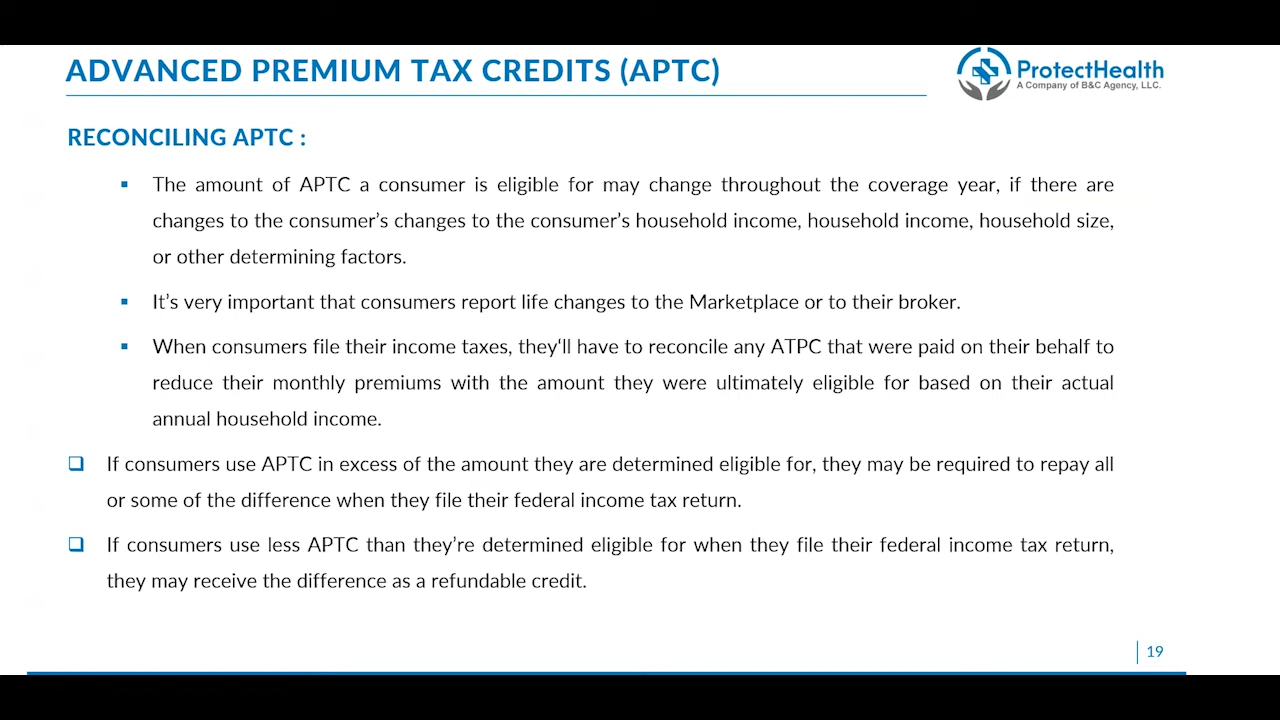 ADVANCED PREMIUM TAX CREDITS (APTC)
ProtectHealth
A Company of B&C Agency, LLC.
RECONCILING APTC :
The amount of APTC a consumer is eligible for may change throughout the coverage year, if there are
changes to the consumer’s changes to the consumer’s household income, household income, household size,
or other determining factors.
It’s very important that consumers report life changes to the Marketplace or to their broker.
When consumers file their income taxes, they‘ll have to reconcile any ATPC that were paid on their behalf to
reduce their monthly premiums with the amount they were ultimately eligible for based on their actual
annual household income.
If consumers use APTC in excess of the amount they are determined eligible for, they may be required to repay all
or some of the difference when they file their federal income tax return.
If consumers use less APTC than they’re determined eligible for when they file their federal income tax return,
they may receive the difference as a refundable credit.
19